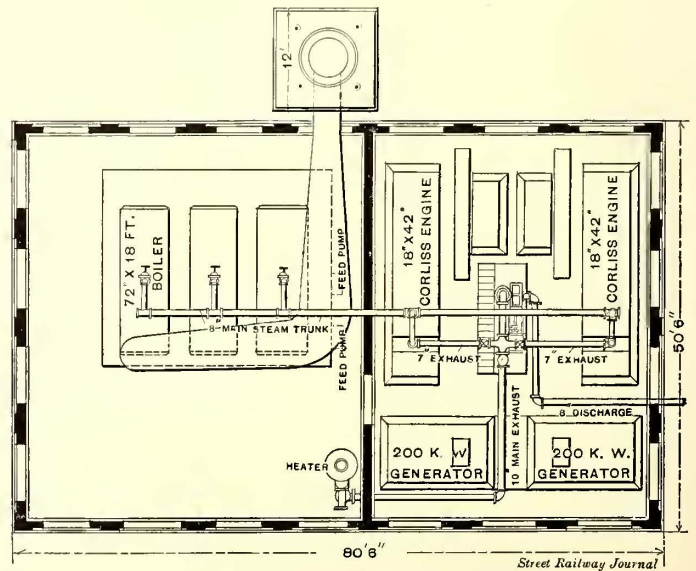 12'
72" X 18 FT.
BOILER
FEED PUMP
8" MAIN STEAM TRUNK
FEED PUMP
18" X 42"
CORLISS ENGINE
18" X 42"
CORLISS ENGINE
7" EXHAUST
7" EXHAUST
10 MAIN EXHAUST
8 DISCHARGE
200 K. W.
GENERATOR
200 K. W.
GENERATOR
HEATER
50'6"
80'6"
Street Railway Journal